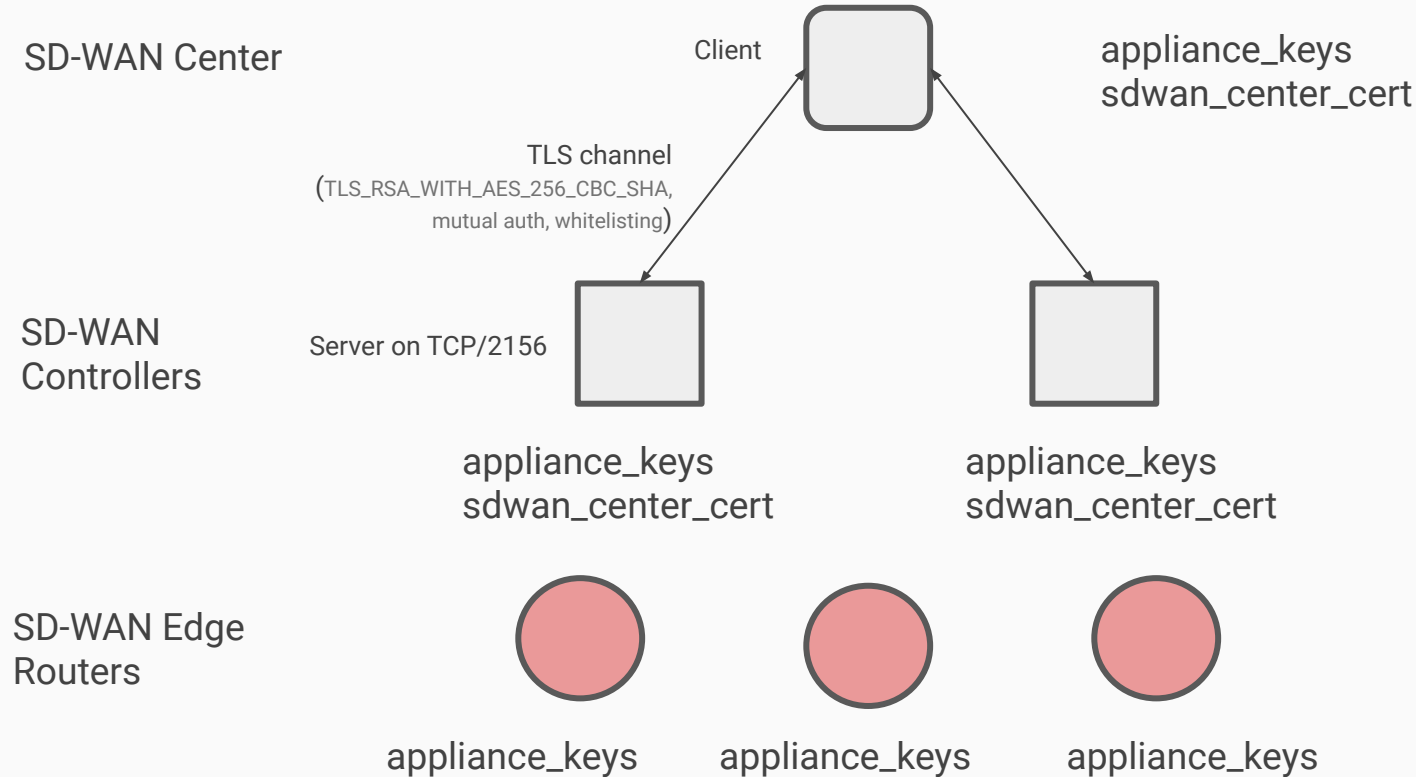 SD-WAN Center
Client
appliance_keys
sdwan_center_cert
TLS channel
(TLS_RSA_WITH_AES_256_CBC_SHA,
mutual auth, whitelisting)
SD-WAN
Controllers
Server on TCP/2156
appliance_keys
sdwan_center_cert
appliance_keys
sdwan_center_cert
SD-WAN Edge
Routers
appliance_keys
appliance_keys
appliance_keys